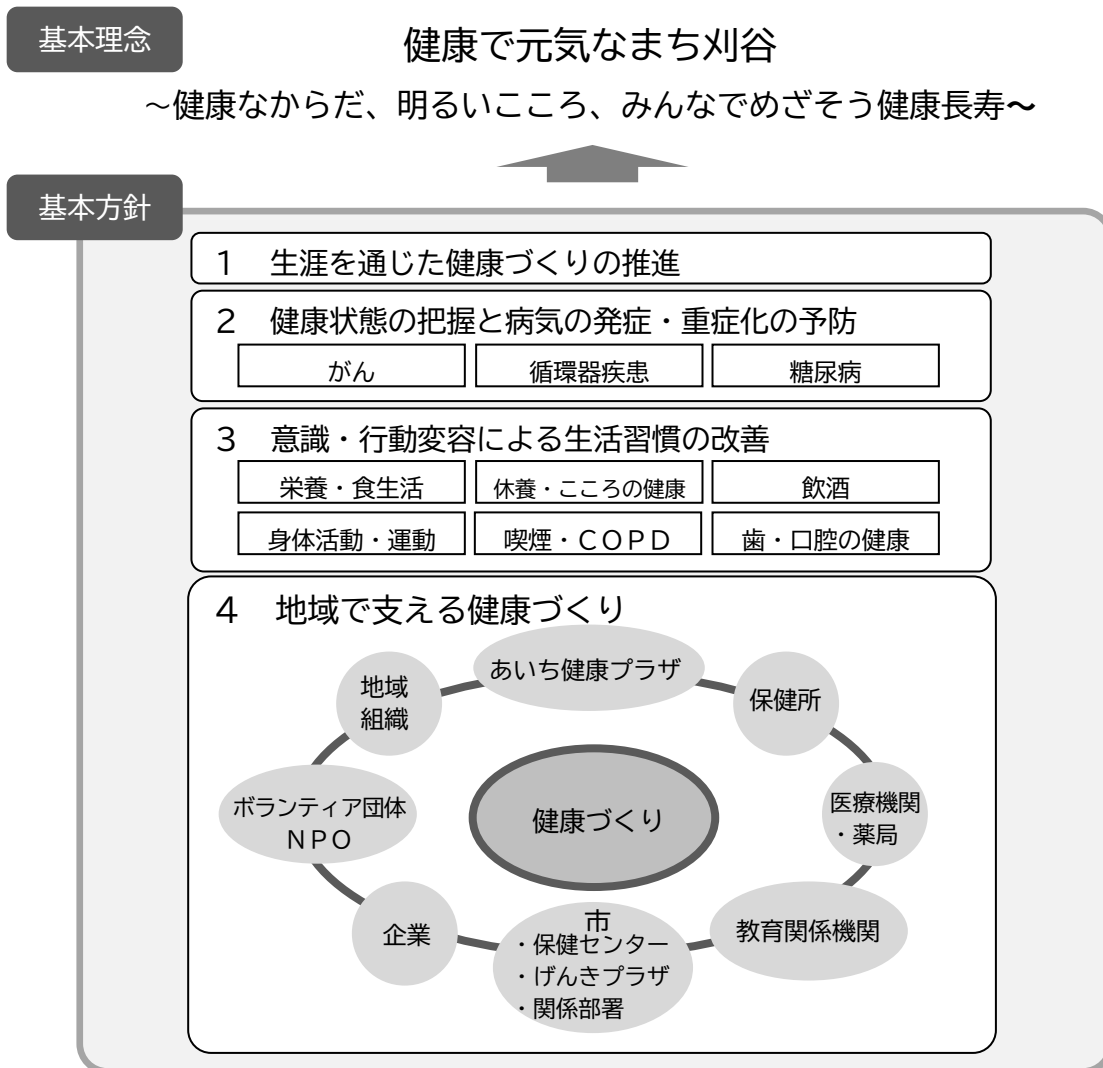 基本理念
健康で元気なまち刈谷
～健康なからだ、明るいこころ、みんなでめざそう健康長寿～
基本方針
１　生涯を通じた健康づくりの推進
２　健康状態の把握と病気の発症・重症化の予防
がん
循環器疾患
糖尿病
３　意識・行動変容による生活習慣の改善
栄養・食生活
休養・こころの健康
飲酒
身体活動・運動
喫煙・ＣＯＰＤ
歯・口腔の健康
４　地域で支える健康づくり
あいち健康プラザ
地域
組織
保健所
ボランティア団体
ＮＰＯ
健康づくり
医療機関
・薬局
企業
市
・保健センター
・げんきプラザ
・関係部署
教育関係機関